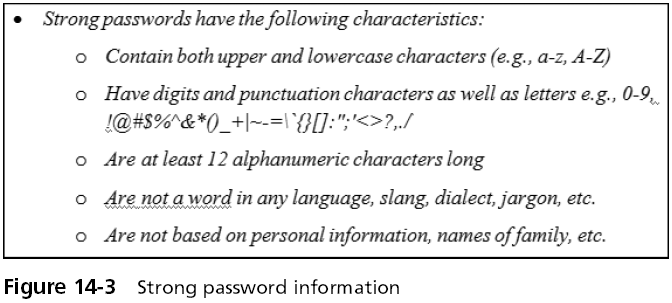 • Strong passwords have the following characteristics:
o Contain both upper and lowercase characters (e.g., a-z, A-Z)
o Have digits and punctuation characters as well as letters e.g., 0-9,
!@#$%^&*()_+|~-=\`{}[]:";'<>?,./
o Are at least 12 alphanumeric characters long
o Are not a word in any language, slang, dialect, jargon, etc.
o Are not based on personal information, names of family, etc.
Figure 14-3 Strong password information